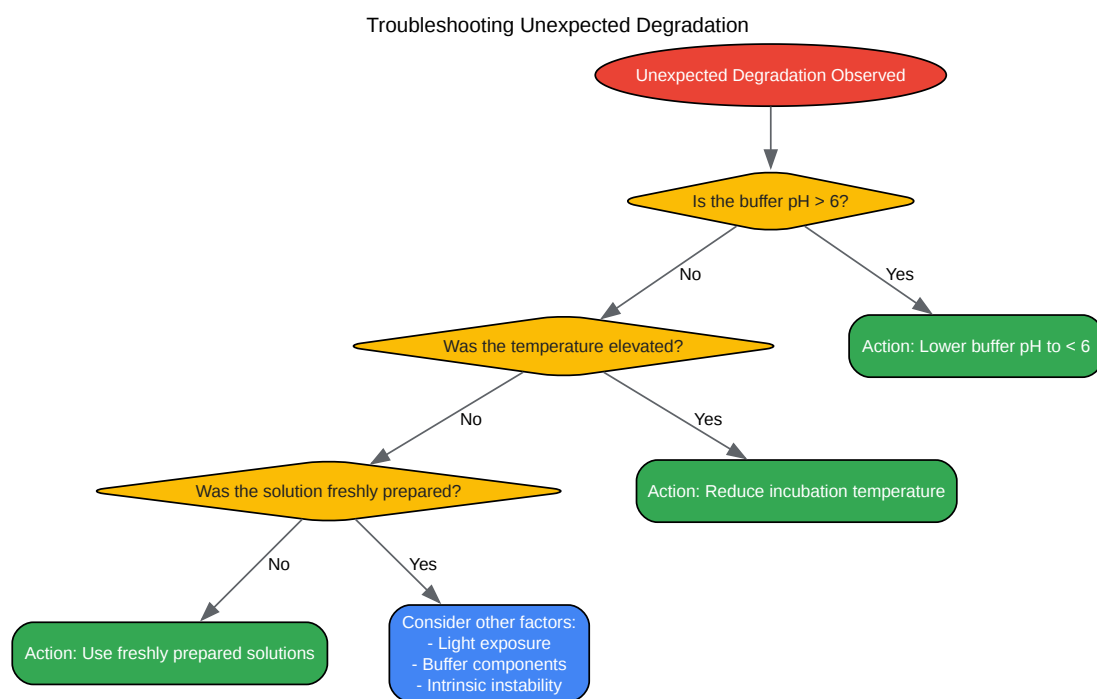 Troubleshooting Unexpected Degradation
Unexpected Degradation Observed
Is the buffer pH > 6?
No
Yes
Was the temperature elevated?
Action: Lower buffer pH to < 6
No
Yes
Was the solution freshly prepared?
Action: Reduce incubation temperature
No
Yes
Action: Use freshly prepared solutions
Consider other factors:
- Light exposure
- Buffer components
- Intrinsic instability